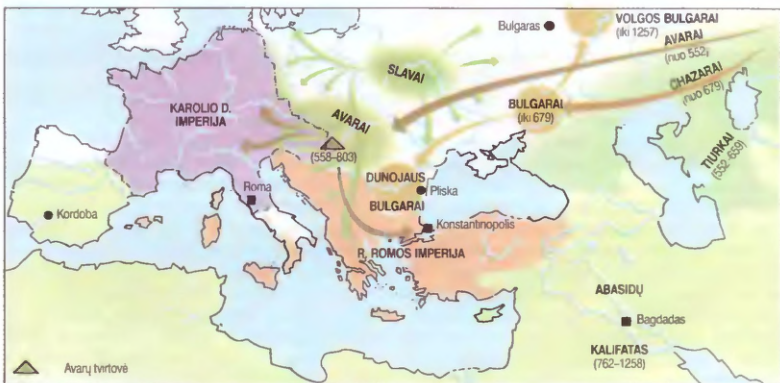 Bulgaras
VOLGOS BULGARAI
(iki 1257)
AVARAI
(nuo 552)
CHAZARAI
(nuo 679)
SLAVAI
KAROLIO D.
IMPERIJA
AVARAI
BULGARAI
(iki 679)
TIURKAI
(552–659)
(558–803)
DUNOJAUS
BULGARAI
Pliska
Roma
Kordoba
Konstantinopolis
R. ROMOS IMPERIJA
ABASIDŲ
Bagdadas
KALIFATAS
(762–1258)
Avarų tvirtovė